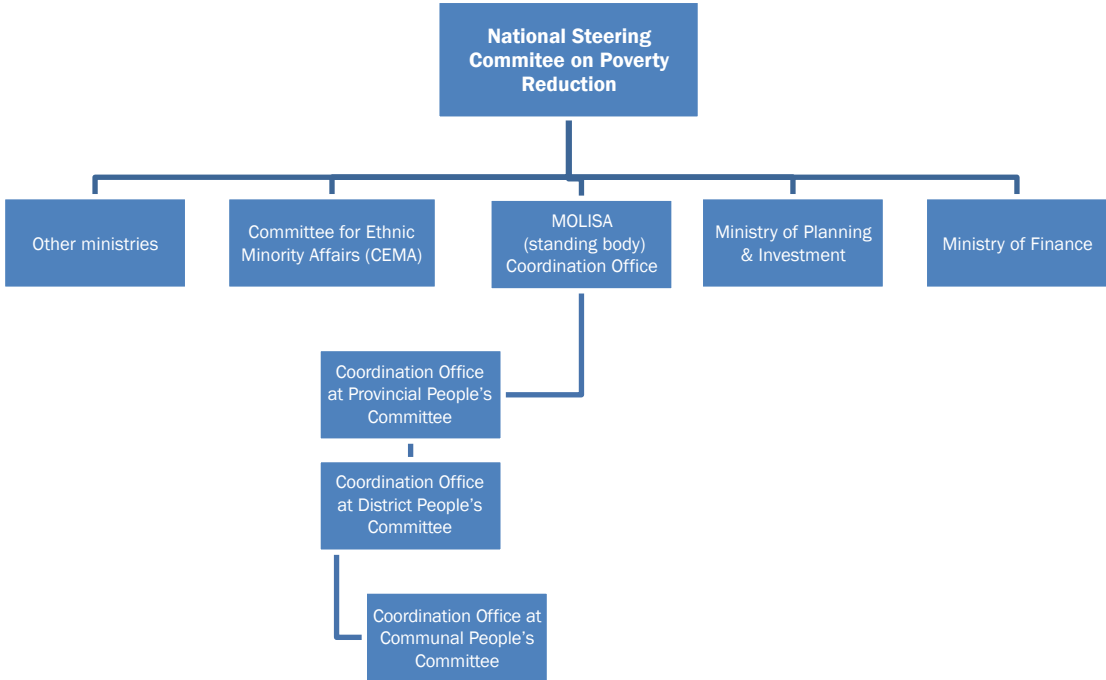 National Steering
Commitee on Poverty
Reduction
Other ministries
Committee for Ethnic
Minority Affairs (CEMA)
MOLISA
(standing body)
Coordination Office
Ministry of Planning
& Investment
Ministry of Finance
Coordination Office
at Provincial People’s
Committee
Coordination Office
at District People’s
Committee
Coordination Office at
Communal People’s
Committee